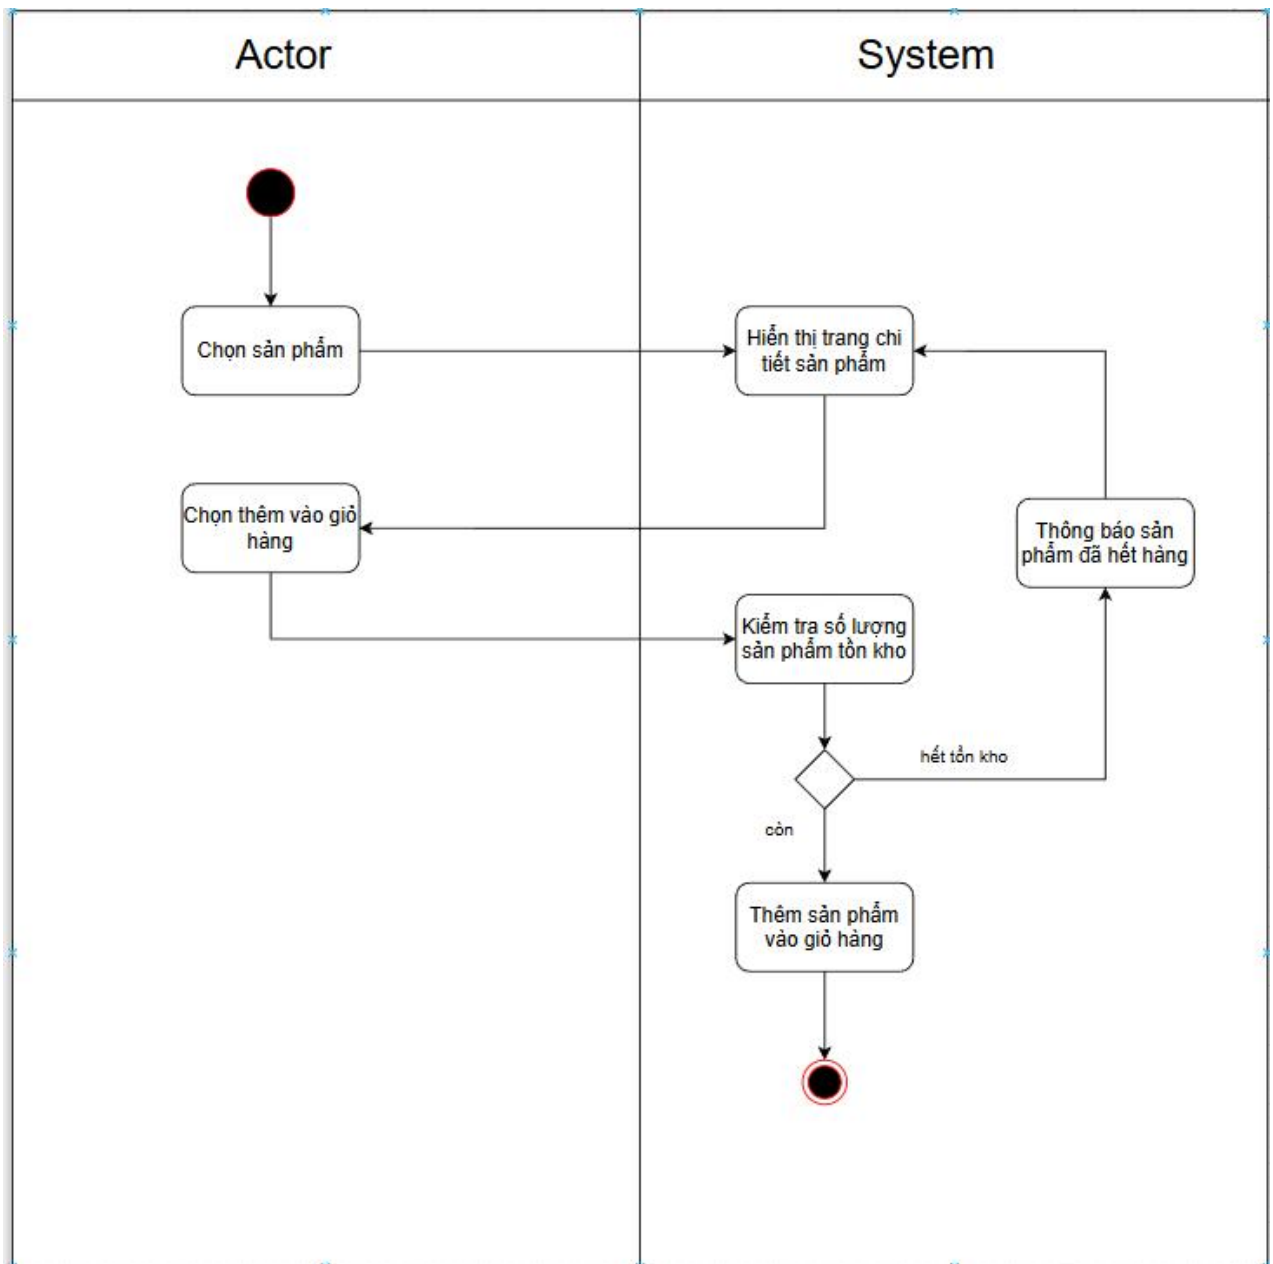 Actor
System
Chọn sản phẩm
Hiển thị trang chi
tiết sản phẩm
Chọn thêm vào giỏ
hàng
Thông báo sản
phẩm đã hết hàng
Kiểm tra số lượng
sản phẩm tồn kho
hết tồn kho
còn
Thêm sản phẩm
vào giỏ hàng